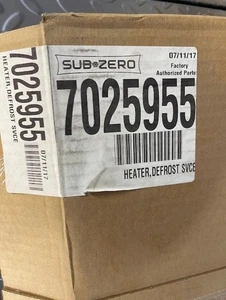 07/11/17
SUB ZERO
Factory
Authorized Parts
7025955
HEATER,DEFROST SVCE
7025955
HEATER,DEFROST SVCE
07/11/17